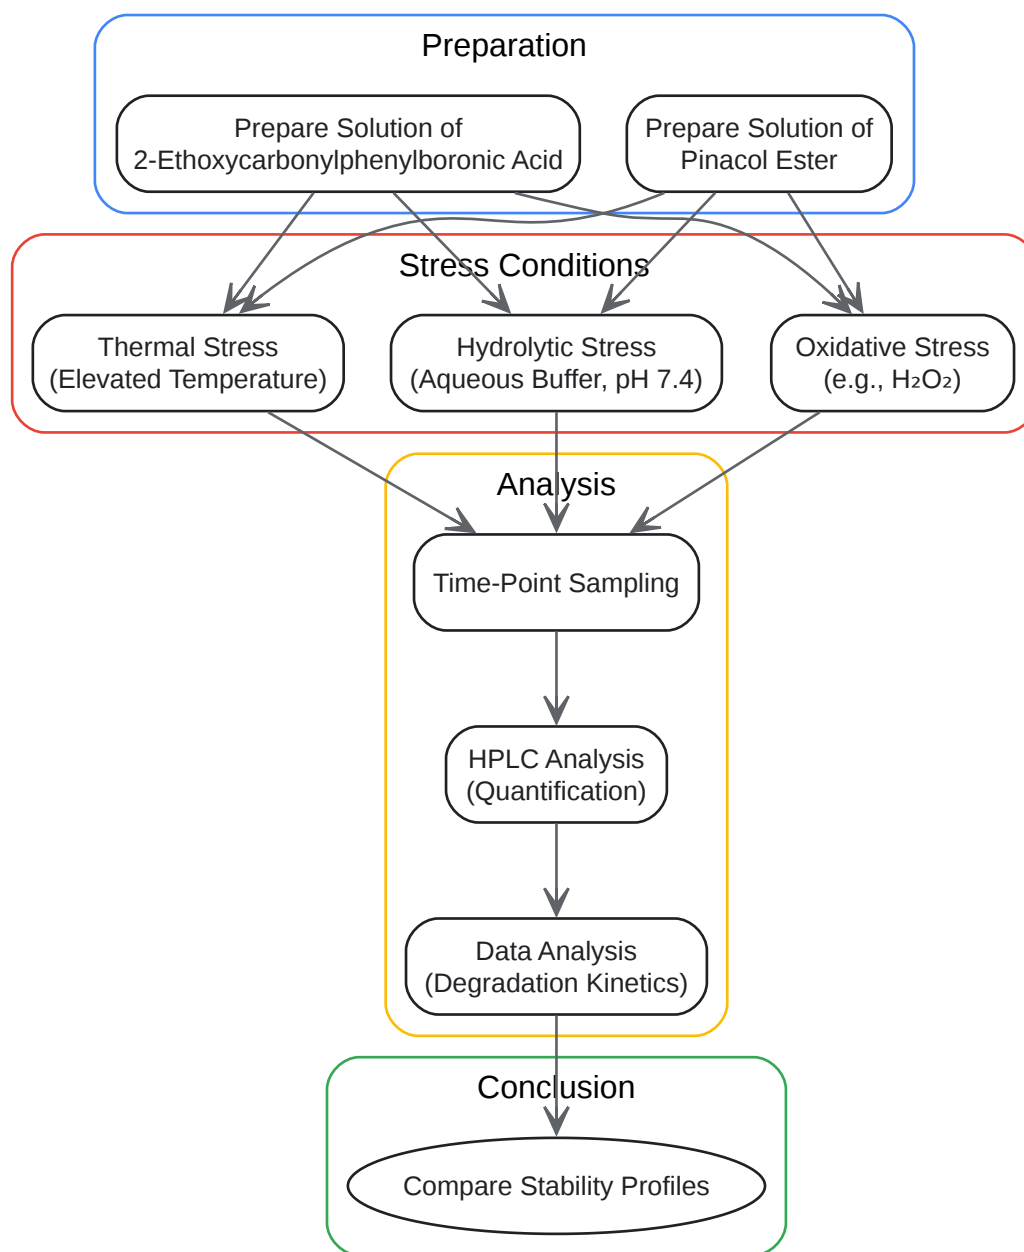 Preparation
Prepare Solution of
2-Ethoxycarbonylphenylboronic Acid
Prepare Solution of
Pinacol Ester
Stress Conditions
Thermal Stress
(Elevated Temperature)
Hydrolytic Stress
(Aqueous Buffer, pH 7.4)
Oxidative Stress
(e.g., H₂O₂)
Analysis
Time-Point Sampling
HPLC Analysis
(Quantification)
Data Analysis
(Degradation Kinetics)
Conclusion
Compare Stability Profiles